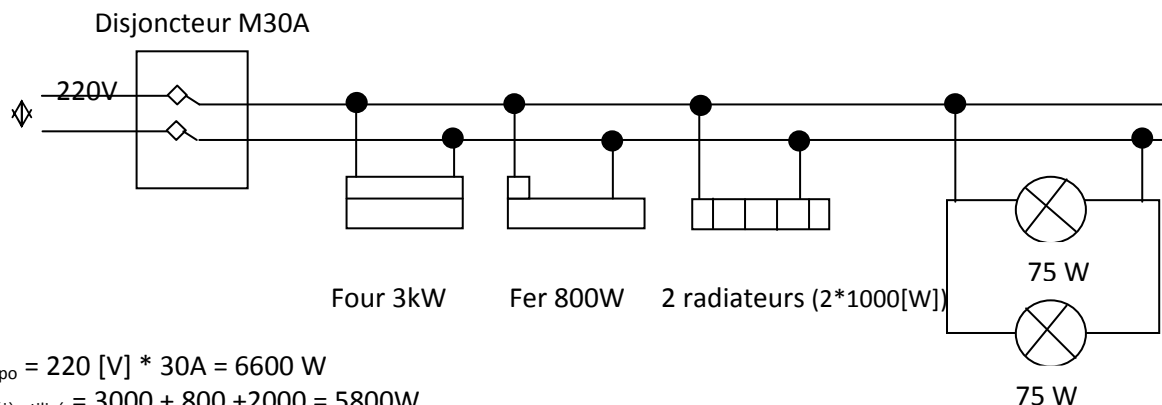 Disjoncteur M30A
220V
Four 3kW
Fer 800W
2 radiateurs (2*1000[W])
75 W
75 W
po = 220 [V] * 30A = 6600 W
= 3000 + 800 +2000 = 5800W